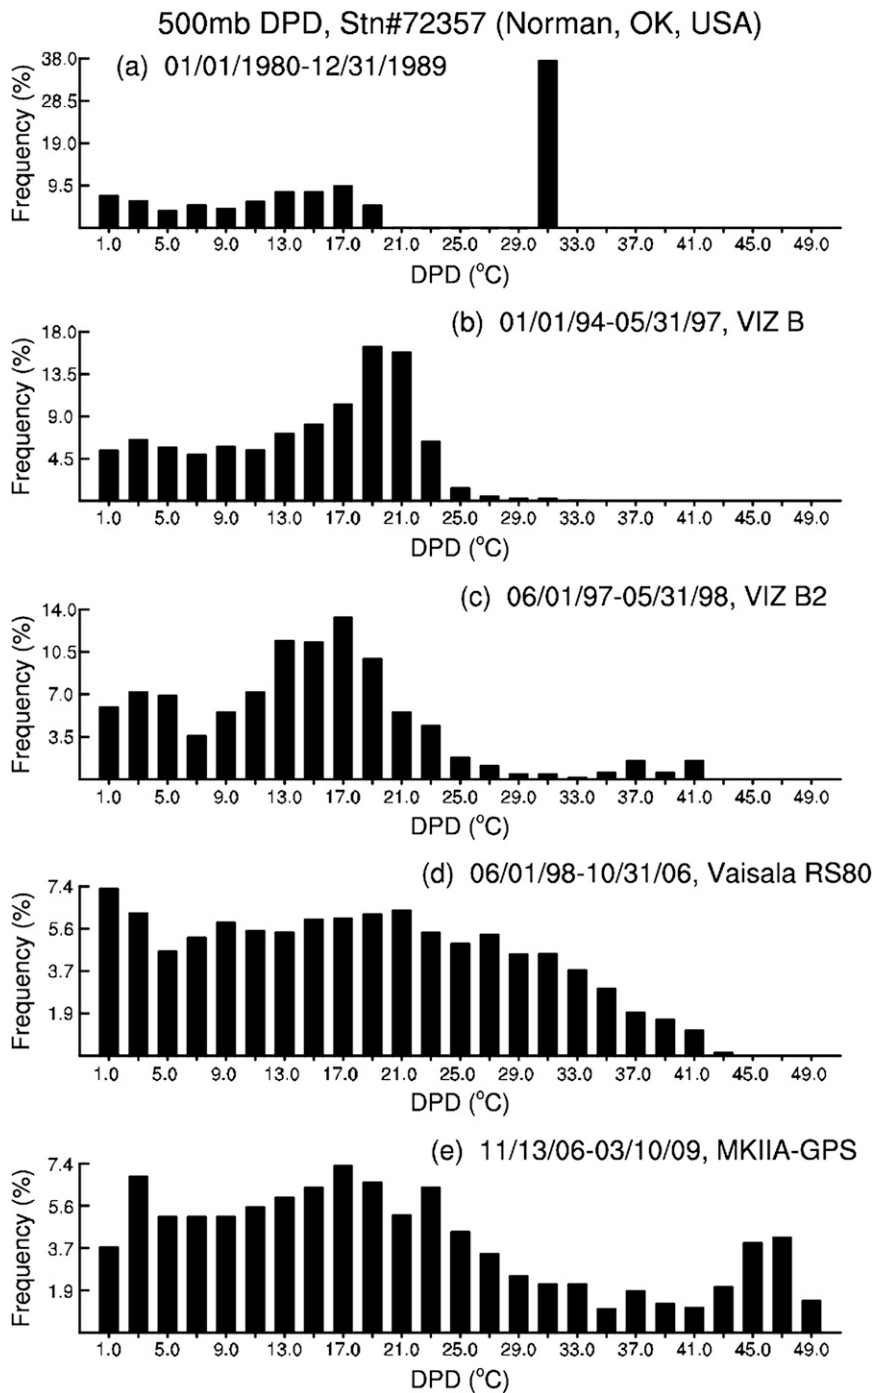 500mb DPD, Stn#72357 (Norman, OK, USA)
(a) 01/01/1980-12/31/1989
Frequency (%)
38.0
28.5
19.0
9.5
1.0 5.0 9.0 13.0 17.0 21.0 25.0 29.0 33.0 37.0 41.0 45.0 49.0
DPD (°C)
(b) 01/01/94-05/31/97, VIZ B
Frequency (%)
18.0
13.5
9.0
4.5
1.0 5.0 9.0 13.0 17.0 21.0 25.0 29.0 33.0 37.0 41.0 45.0 49.0
DPD (°C)
(c) 06/01/97-05/31/98, VIZ B2
Frequency (%)
14.0
10.5
7.0
3.5
1.0 5.0 9.0 13.0 17.0 21.0 25.0 29.0 33.0 37.0 41.0 45.0 49.0
DPD (°C)
(d) 06/01/98-10/31/06, Vaisala RS80
Frequency (%)
7.4
5.6
3.7
1.9
1.0 5.0 9.0 13.0 17.0 21.0 25.0 29.0 33.0 37.0 41.0 45.0 49.0
DPD (°C)
(e) 11/13/06-03/10/09, MKIIA-GPS
Frequency (%)
7.4
5.6
3.7
1.9
1.0 5.0 9.0 13.0 17.0 21.0 25.0 29.0 33.0 37.0 41.0 45.0 49.0
DPD (°C)